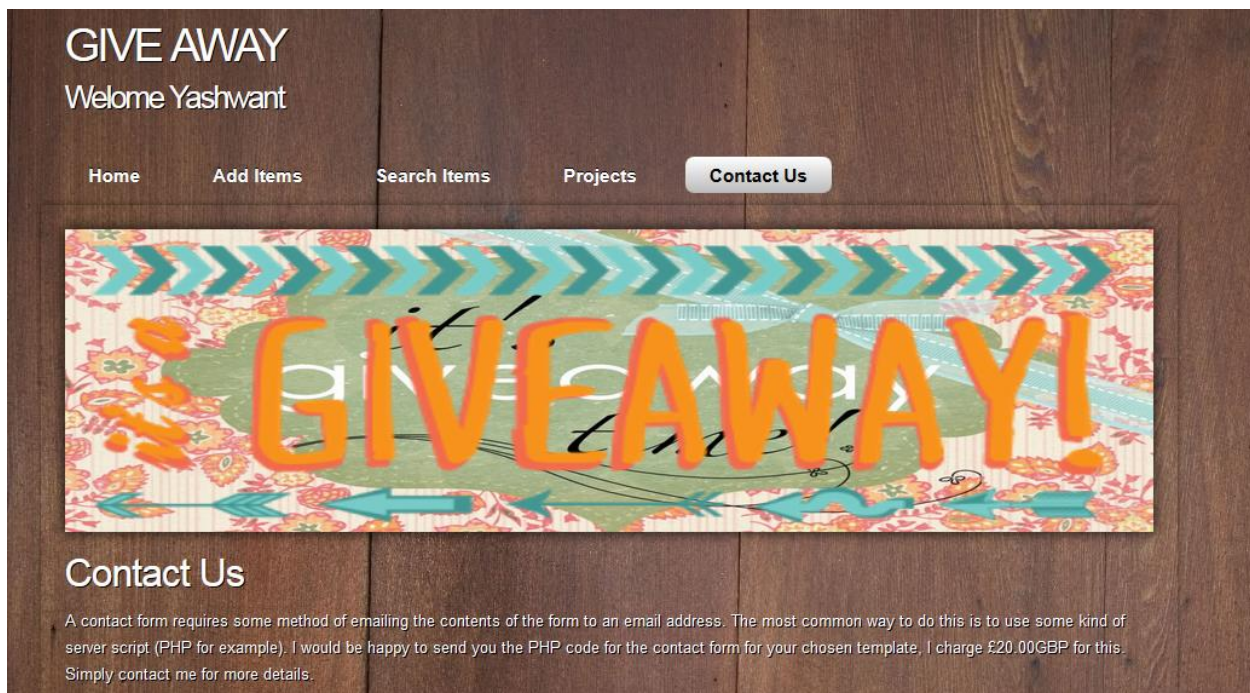 GIVE AWAY
Welome Yashwant
Home Add Items Search Items Projects Contact Us
it's
it's a GIVEAWAY!
giveaway
time!
Contact Us
A contact form requires some method of emailing the contents of the form to an email address. The most common way to do this is to use some kind of
server script (PHP for example). I would be happy to send you the PHP code for the contact form for your chosen template, I charge £20.00GBP for this.
Simply contact me for more details.